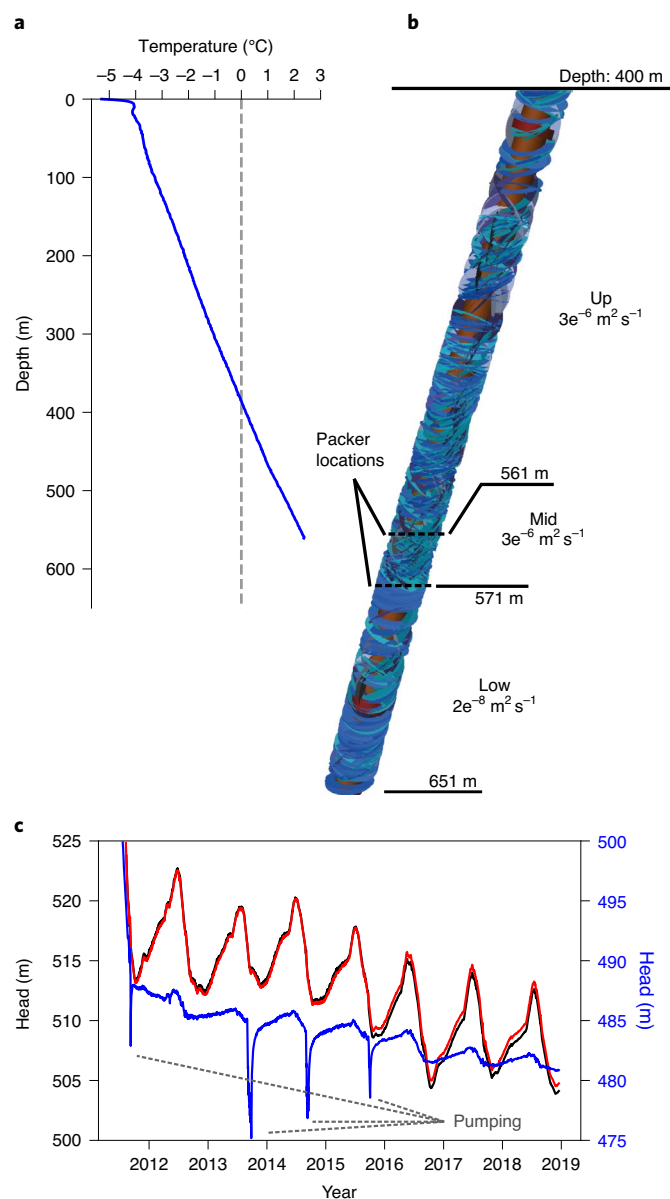 a
Temperature (°C)
–5 –4 –3 –2 –1 0 1 2 3
0
100
200
300
400
500
600
Depth (m)
b
Depth: 400 m
Up
3e⁻⁶ m² s⁻¹
Packer
locations
561 m
Mid
3e⁻⁶ m² s⁻¹
571 m
Low
2e⁻⁸ m² s⁻¹
651 m
c
525
520
515
510
505
500
Head (m)
500
495
490
485
480
475
Head (m)
Pumping
2012 2013 2014 2015 2016 2017 2018 2019
Year